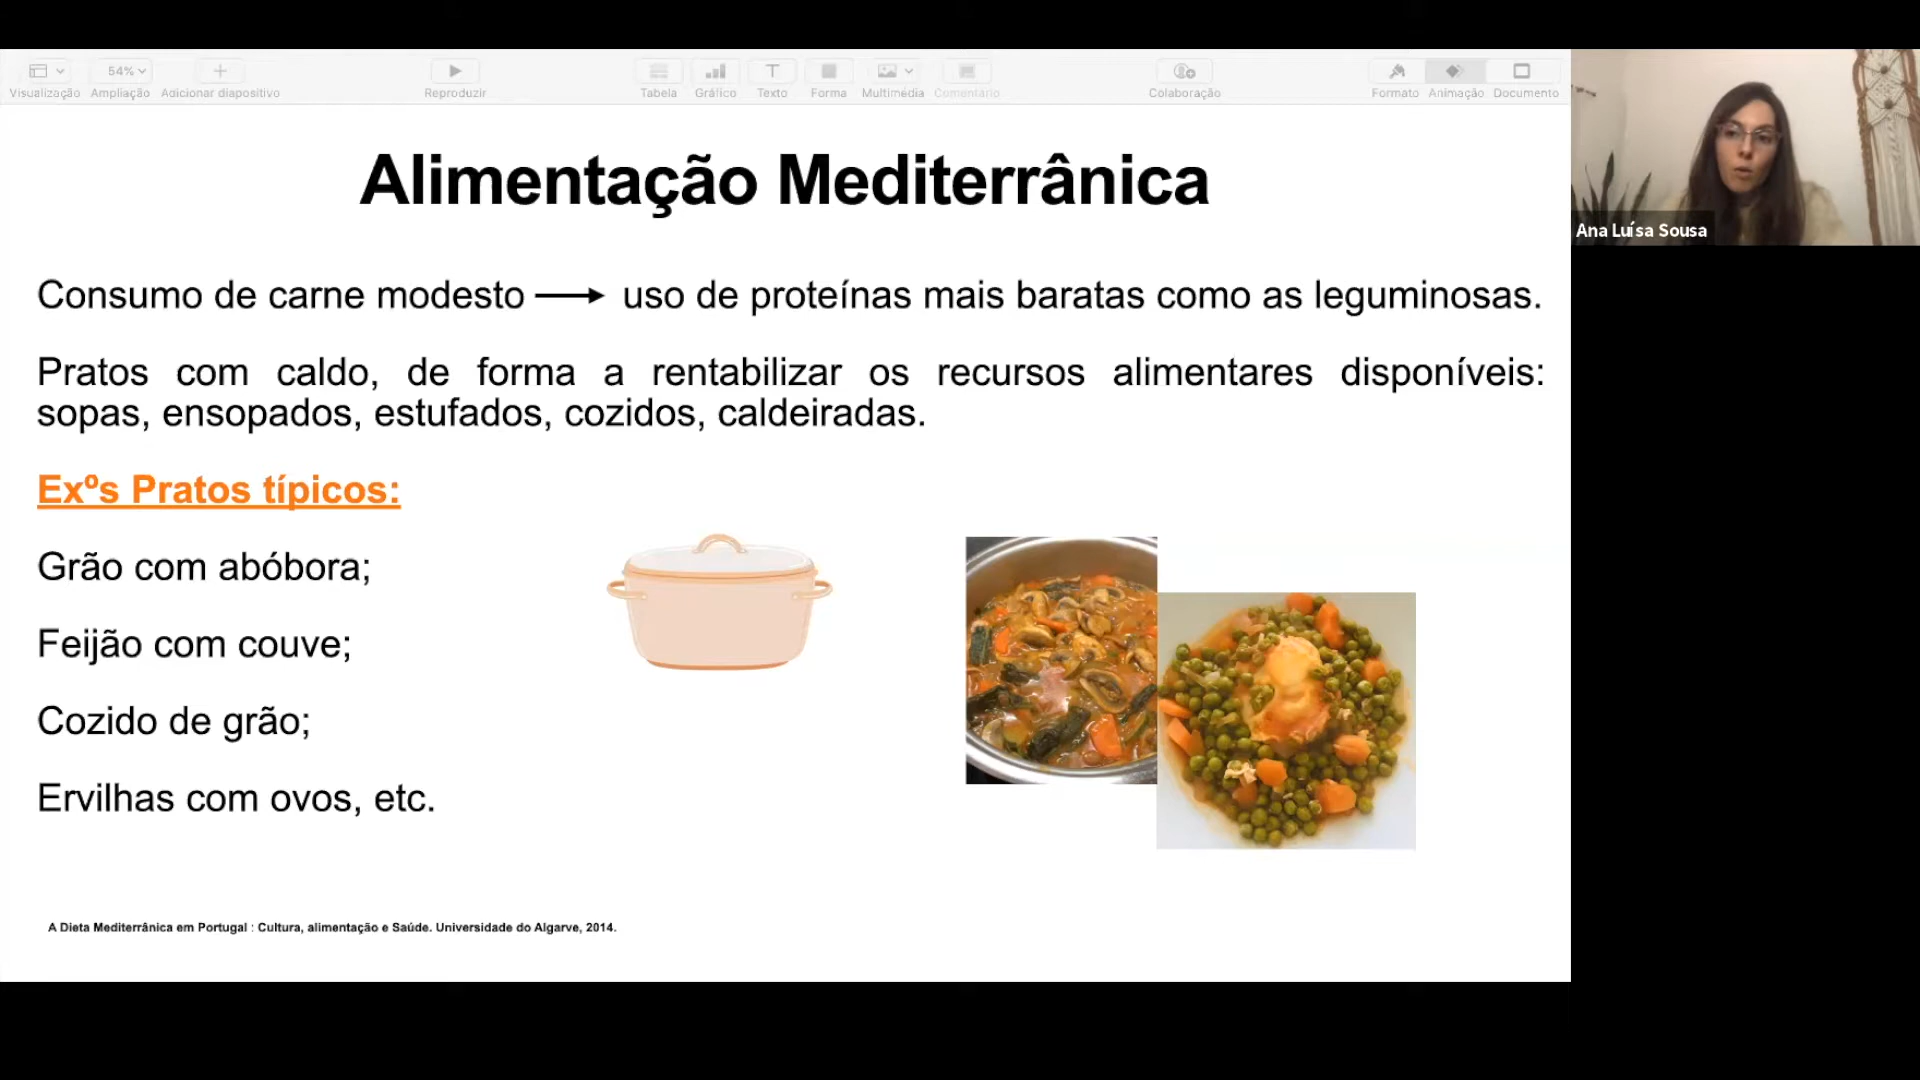 54%
Visualização Ampliação Adicionar diapositivo Reproduzir Tabela Gráfico Texto Forma Multimédia Comentário Colaboração Formato Animação Documento
Alimentação Mediterrânica
Ana Luísa Sousa
Consumo de carne modesto → uso de proteínas mais baratas como as leguminosas.
Pratos com caldo, de forma a rentabilizar os recursos alimentares disponíveis:
sopas, ensopados, estufados, cozidos, caldeiradas.
Exºs Pratos típicos:
Grão com abóbora;
Feijão com couve;
Cozido de grão;
Ervilhas com ovos, etc.
A Dieta Mediterrânica em Portugal : Cultura, alimentação e Saúde. Universidade do Algarve, 2014.